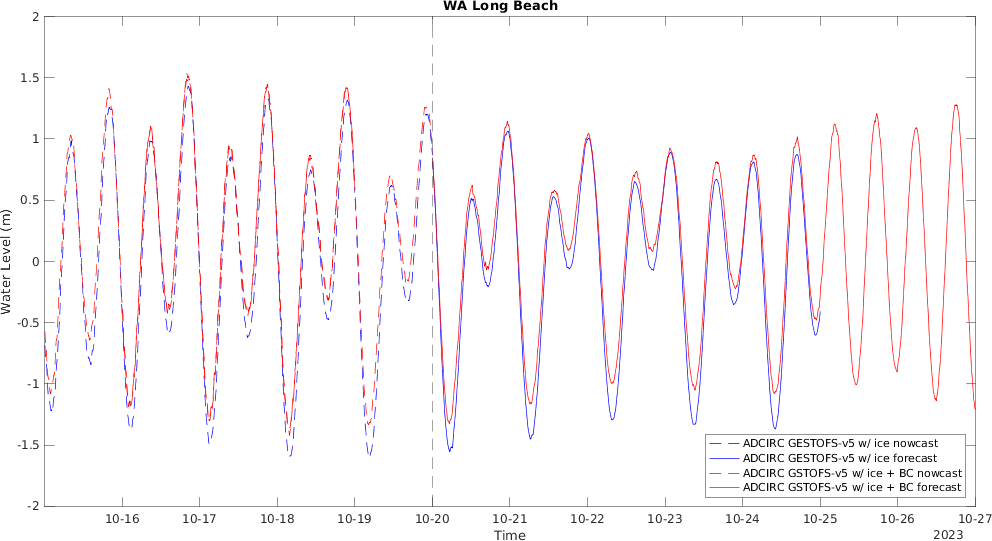 WA Long Beach
2
1.5
1
0.5
0
-0.5
-1
-1.5
-2
Water Level (m)
ADCIRC GESTOFS-v5 w/ ice nowcast
ADCIRC GESTOFS-v5 w/ ice forecast
ADCIRC GSTOFS-v5 w/ ice + BC nowcast
ADCIRC GSTOFS-v5 w/ ice + BC forecast
10-16 10-17 10-18 10-19 10-20 10-21 10-22 10-23 10-24 10-25 10-26 10-27
Time
2023